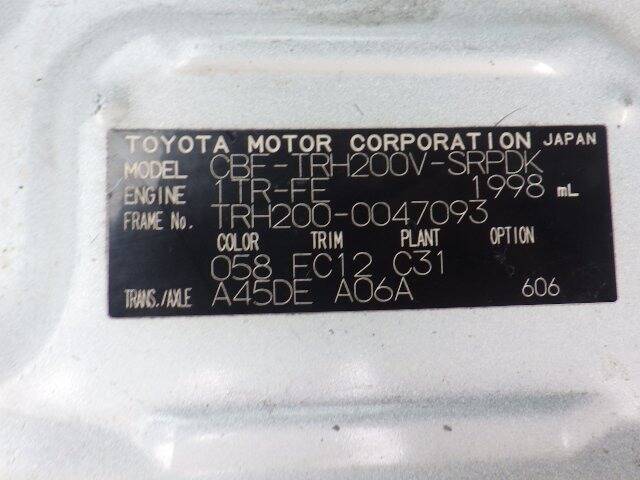 TOYOTA MOTOR CORPORATION JAPAN
MODEL CBF-TRH200V-SRPDK
ENGINE 1TR-FE 1998 mL
FRAME No. TRH200-0047093
COLOR TRIM PLANT OPTION
058 FC12 C31
TRANS./AXLE A45DE A06A 606